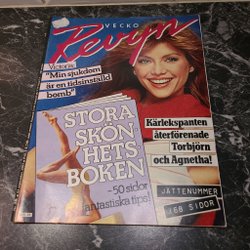 VECKO
Revyn
Victoria:
"Min sjukdom
är en tidsinställd
bomb"
STORA
SKÖN
HETS
BOKEN
- 50 sidor
fantastiska tips!
Kärlekspanten
återförenade
Torbjörn
och Agnetha!
JÄTTENUMMER
168 SIDOR